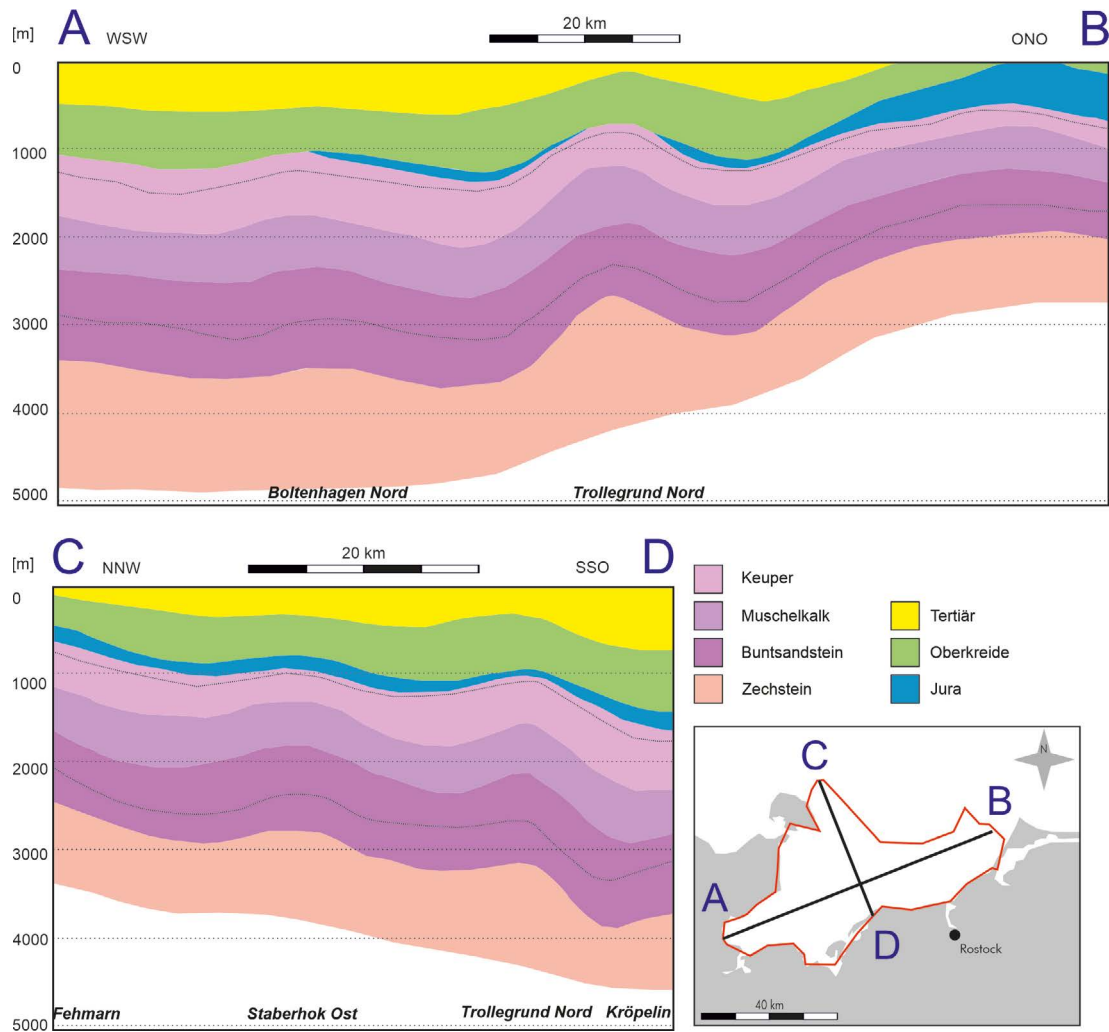 20 km
[m] A WSW ONO B
0
1000
2000
3000
4000
5000
Boltenhagen Nord Trollegrund Nord
20 km
[m] C NNW SSO D
0
1000
2000
3000
4000
5000
Fehmarn Staberhok Ost Trollegrund Nord Kröpelin
Keuper
Muschelkalk
Buntsandstein
Zechstein
Tertiär
Oberkreide
Jura
N
C
B
A
D
Rostock
40 km